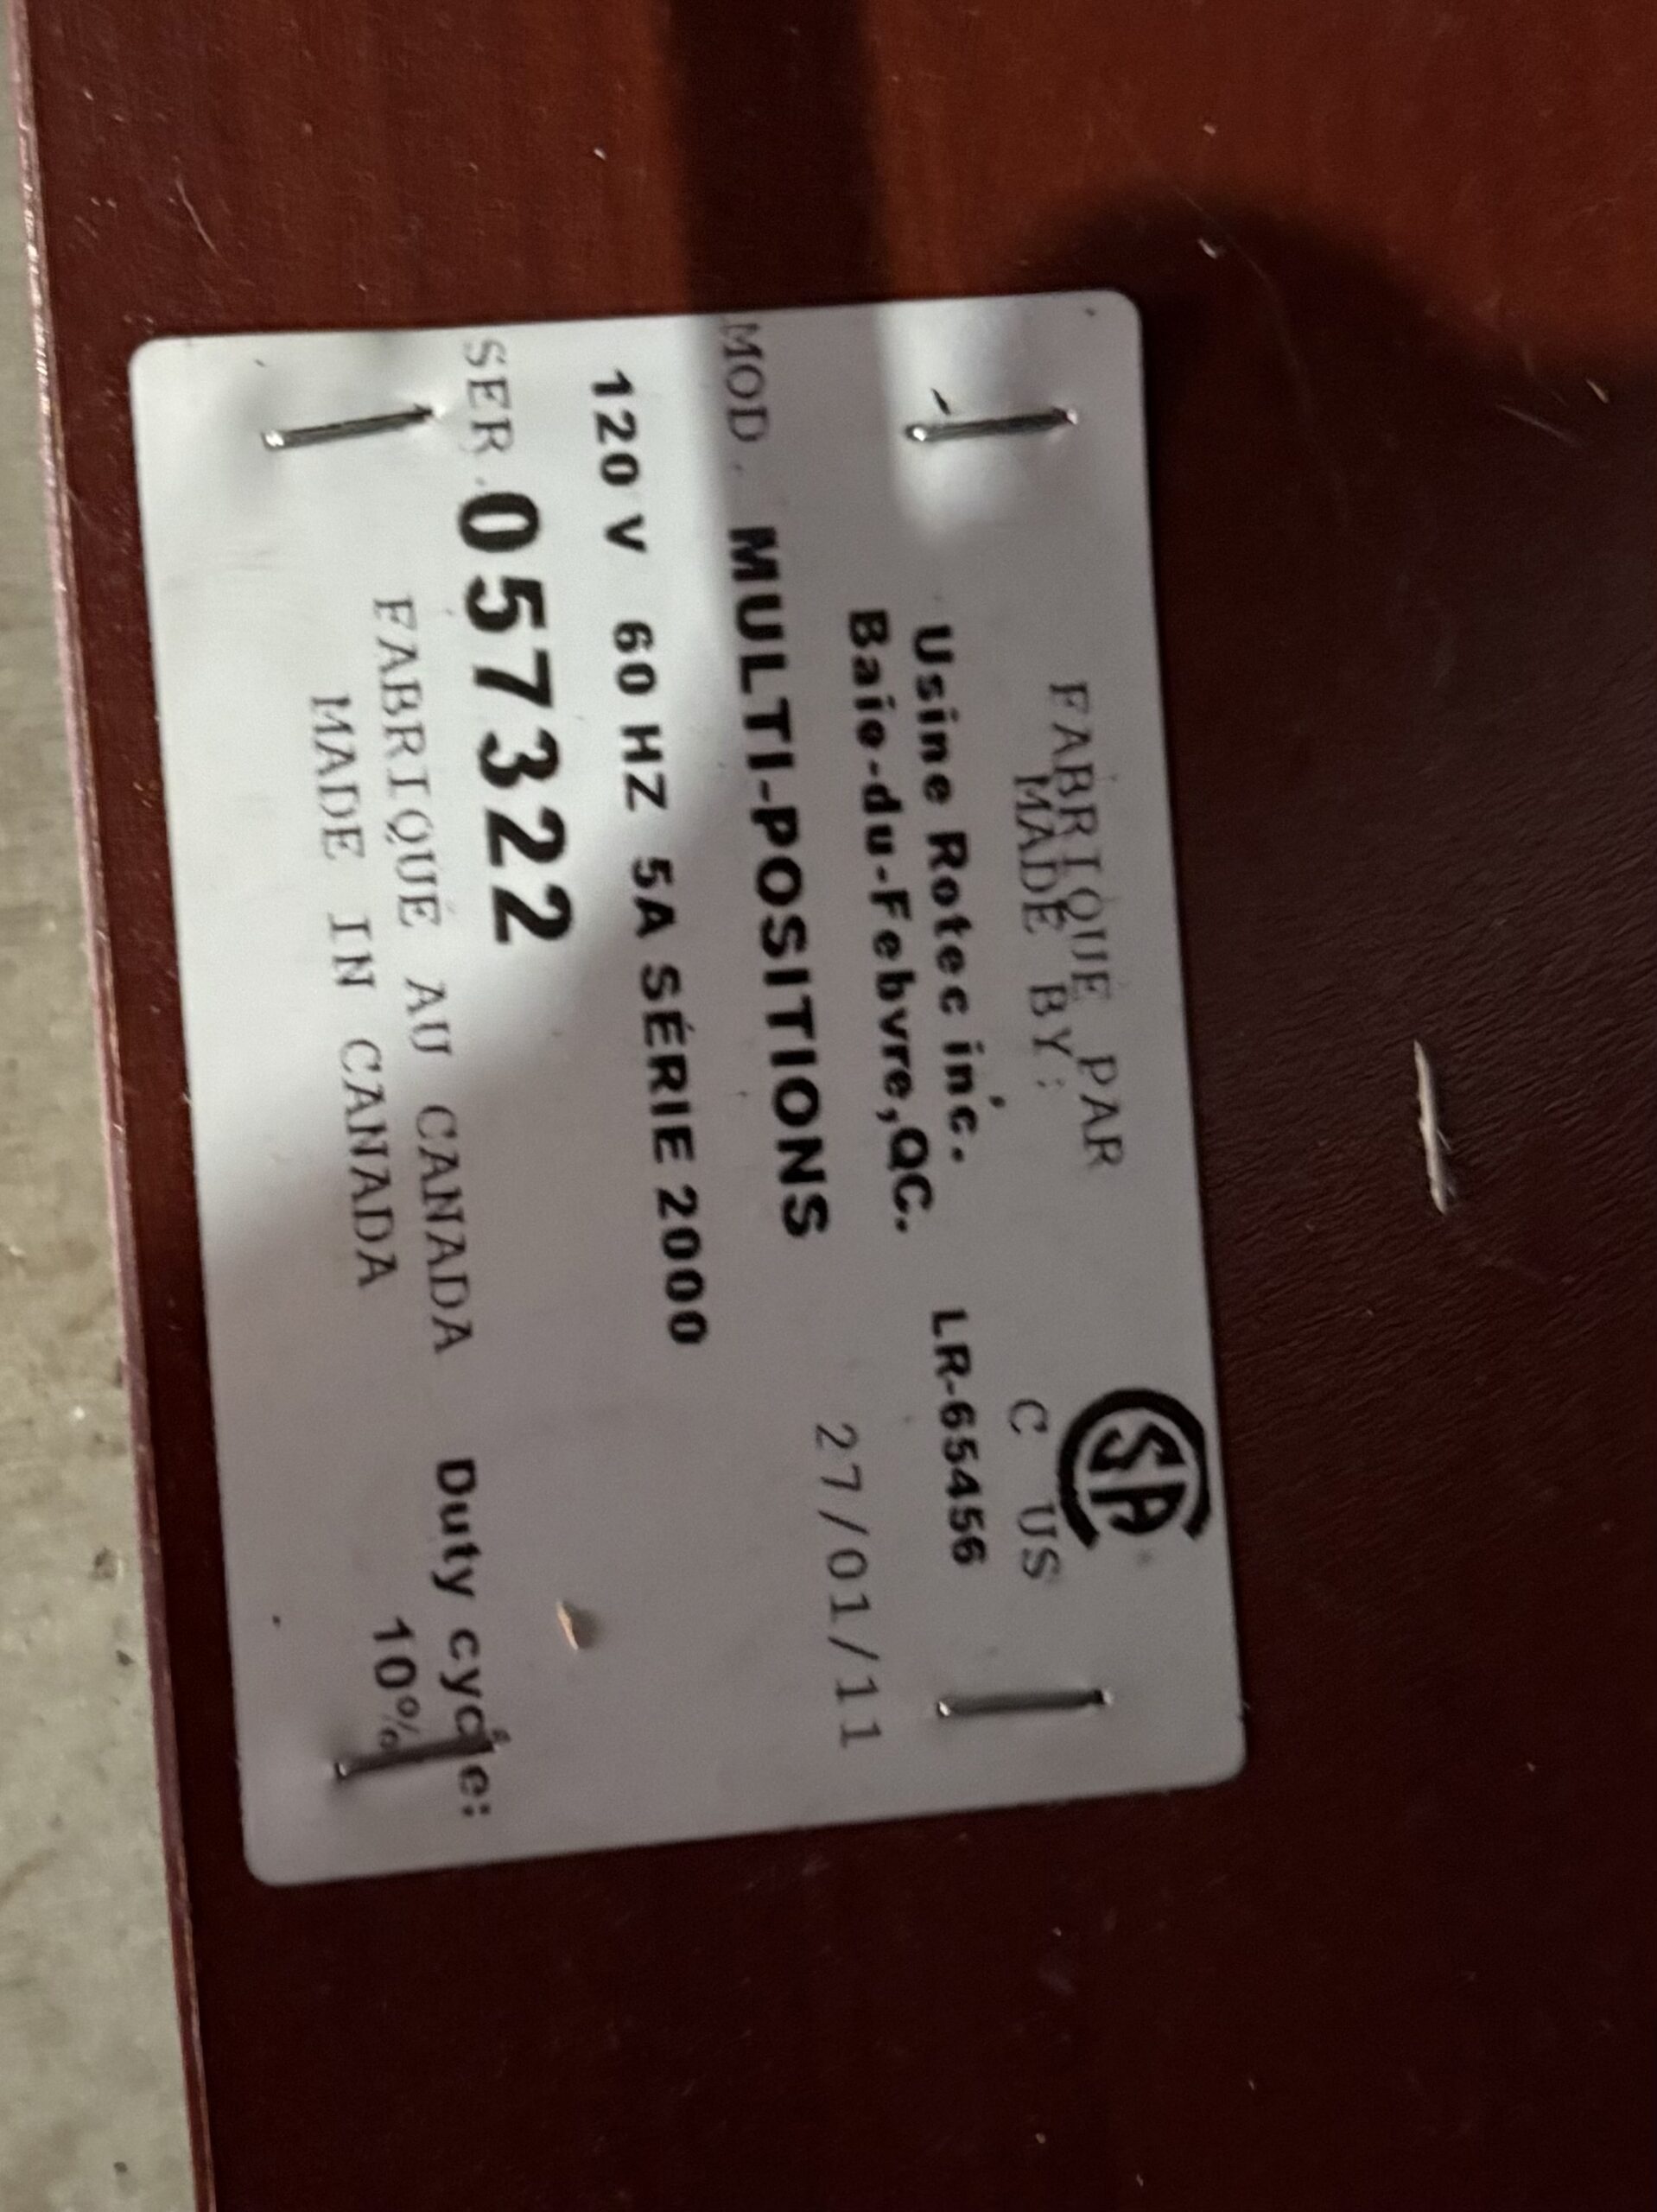 FABRIQUÉ PAR
MADE BY:
CSA
C US
Usine Rotec inc.
LR-65456
Baie-du-Febvre,QC.
27/01/11
MOD. MULTI-POSITIONS
120 V 60 HZ 5A SÉRIE 2000
SER. 057322
FABRIQUÉ AU CANADA
MADE IN CANADA
Duty cycle:
10%